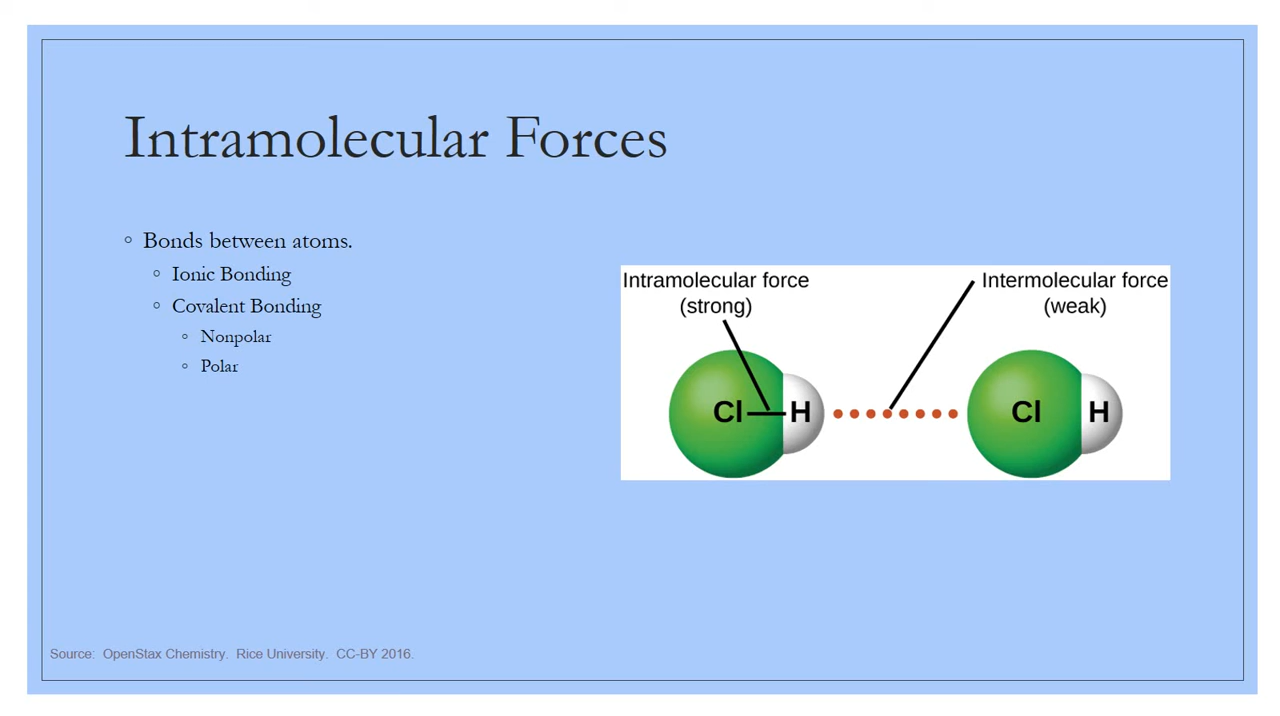 Intramolecular Forces
◦ Bonds between atoms.
◦ Ionic Bonding
◦ Covalent Bonding
◦ Nonpolar
◦ Polar
Intramolecular force
(strong)
Intermolecular force
(weak)
Cl H Cl H
Source: OpenStax Chemistry. Rice University. CC-BY 2016.